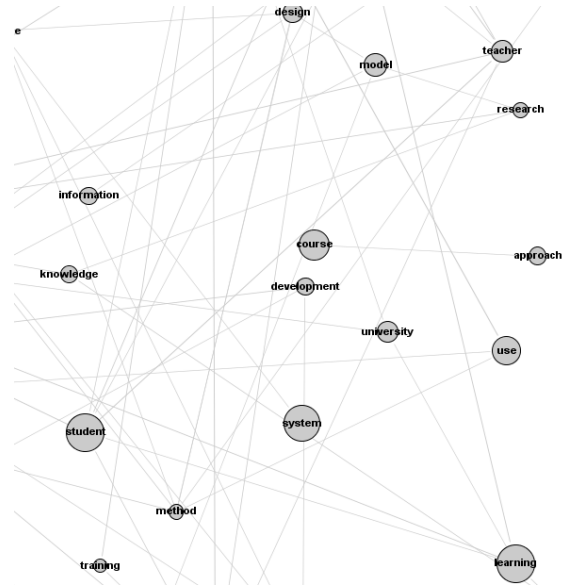 design
e
teacher
model
research
information
course
approach
knowledge
development
university
use
system
student
method
learning
training